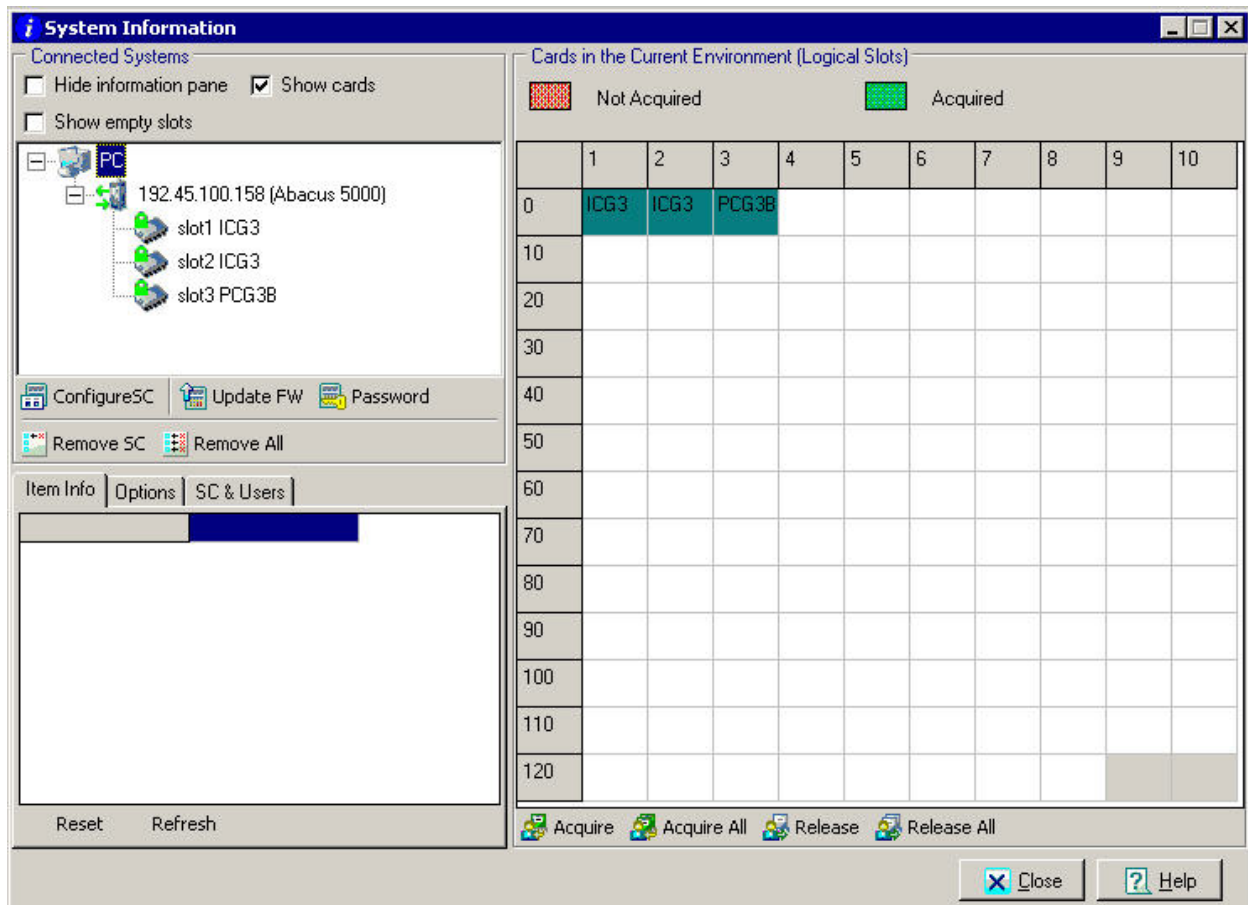 System Information
Connected Systems
Hide information pane Show cards
Show empty slots
PC
192.45.100.158 (Abacus 5000)
slot1 ICG3
slot2 ICG3
slot3 PCG3B
ConfigureSC Update FW Password
Remove SC Remove All
Item Info Options SC & Users
Reset Refresh
Cards in the Current Environment (Logical Slots)
Not Acquired Acquired
1 2 3 4 5 6 7 8 9 10
0 ICG3 ICG3 PCG3B
10
20
30
40
50
60
70
80
90
100
110
120
Acquire Acquire All Release Release All
Close Help